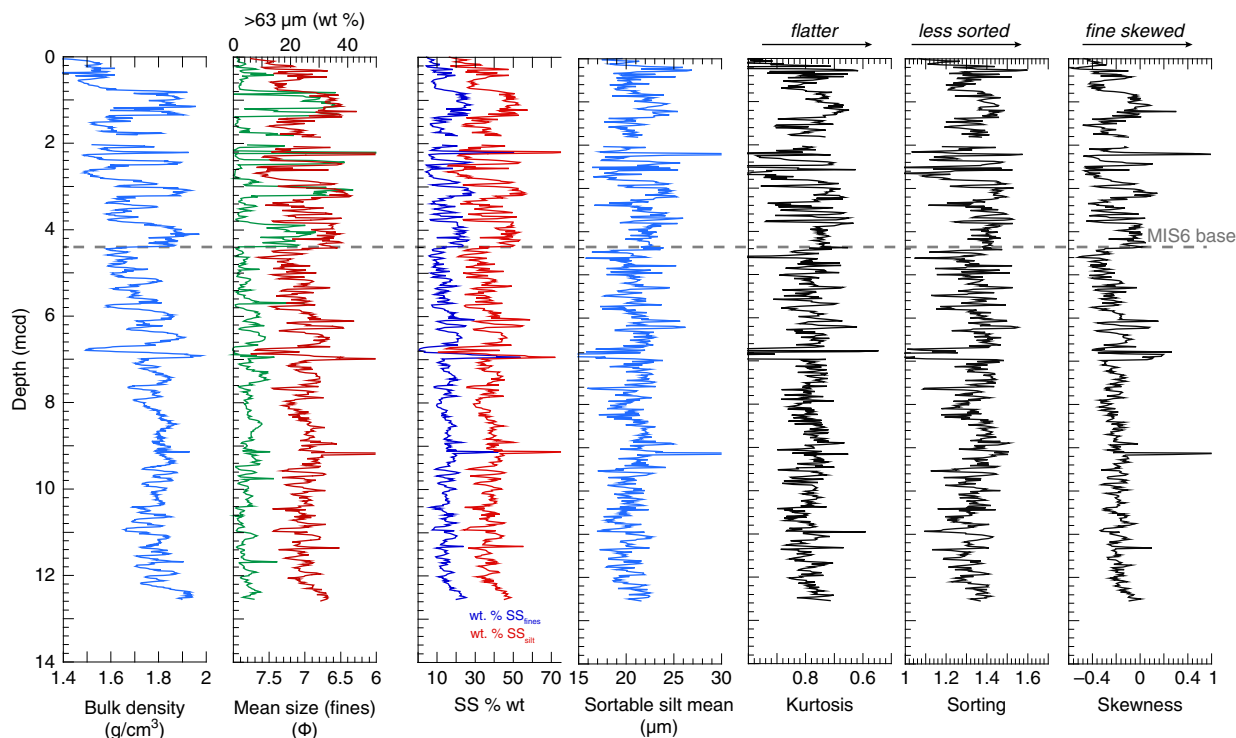 >63 µm (wt %)
0 20 40
flatter
less sorted
fine skewed
0
2
4
6
8
10
12
14
Depth (mcd)
MIS6 base
wt. % SSfines
wt. % SSsilt
1.4 1.6 1.8 2
7.5 7 6.5 6
10 30 50 70
15 20 25 30
0.8 0.6
1 1.2 1.4 1.6
−0.4 0 0.4 1
Bulk density
(g/cm³)
Mean size (fines)
(Φ)
SS % wt
Sortable silt mean
(µm)
Kurtosis
Sorting
Skewness